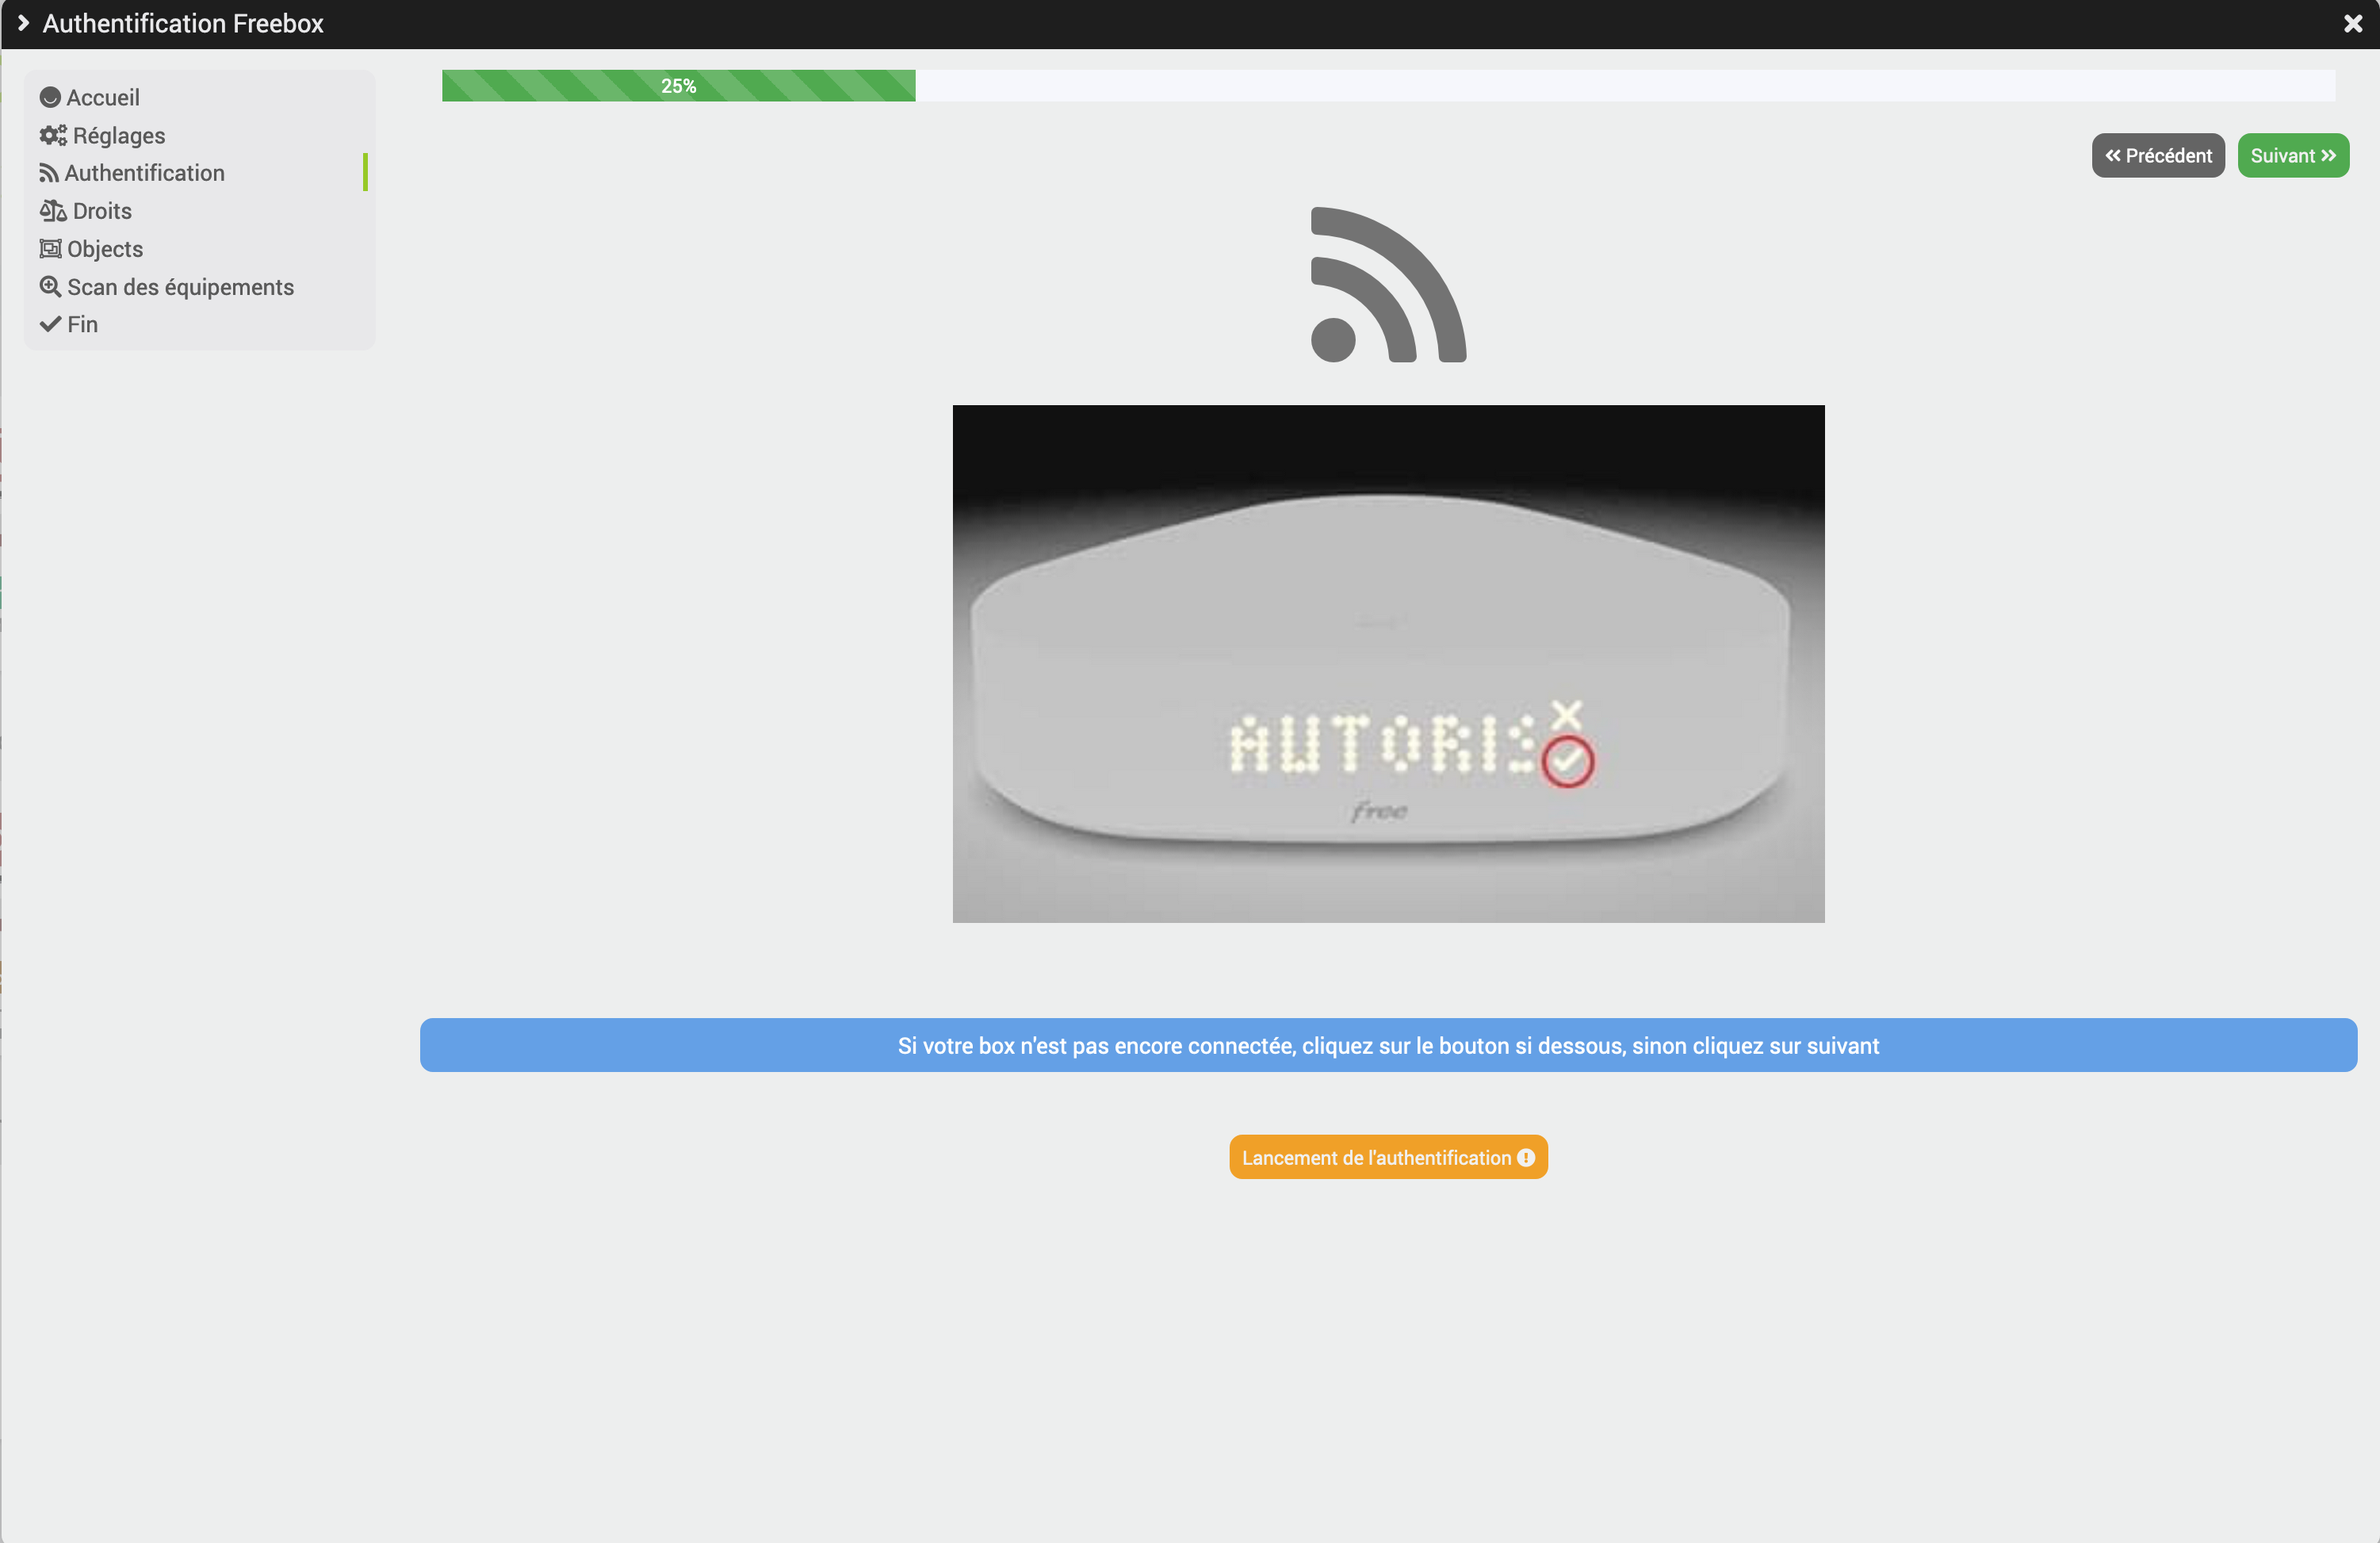 Authentification Freebox
Accueil
Réglages
Authentification
Droits
Objects
Scan des équipements
Fin
25%
Précédent
Suivant
AUTORIS
free
Si votre box n'est pas encore connectée, cliquez sur le bouton si dessous, sinon cliquez sur suivant
Lancement de l'authentification